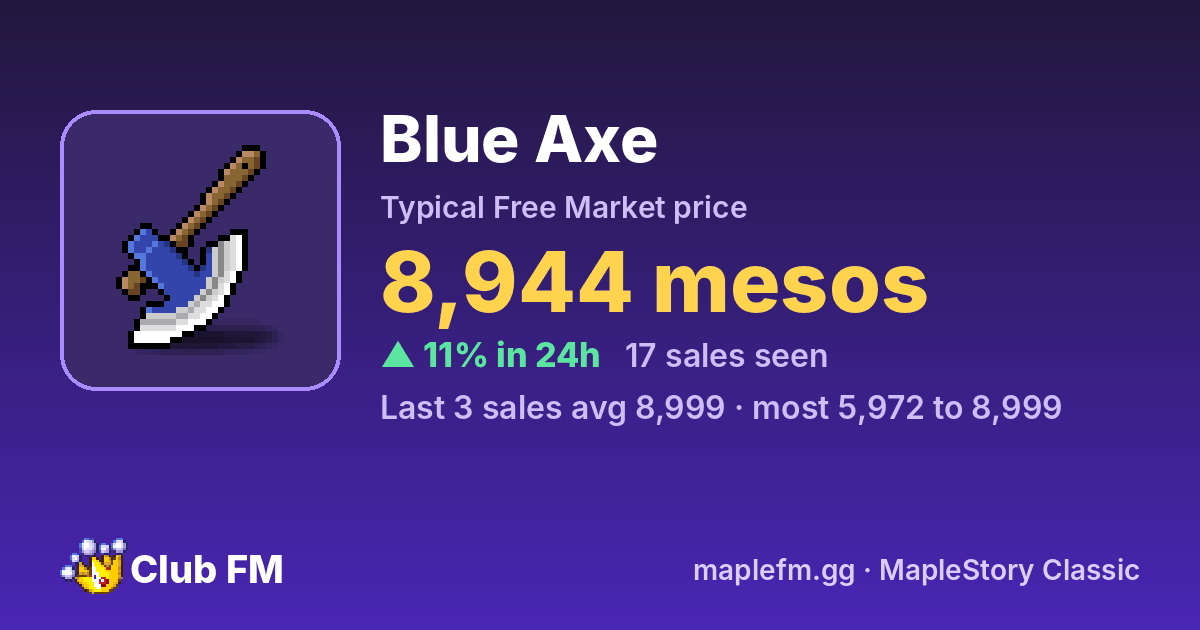 Blue Axe
Typical Free Market price
8,944 mesos
▲ 11% in 24h 17 sales seen
Last 3 sales avg 8,999 · most 5,972 to 8,999
Club FM
maplefm.gg · MapleStory Classic